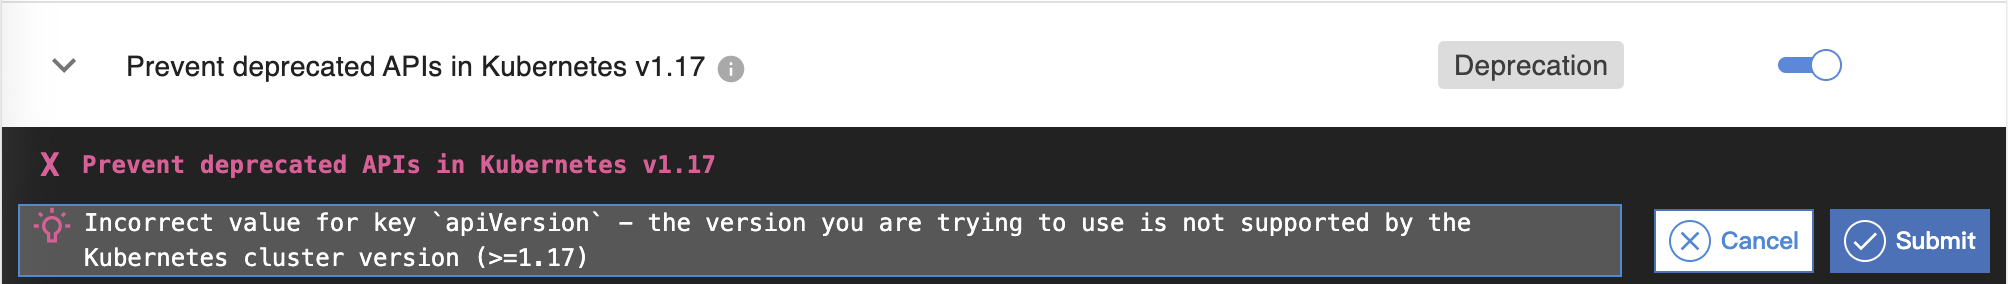 Prevent deprecated APIs in Kubernetes v1.17
Deprecation
X Prevent deprecated APIs in Kubernetes v1.17
Incorrect value for key `apiVersion` - the version you are trying to use is not supported by the
Kubernetes cluster version (>=1.17)
Cancel
Submit